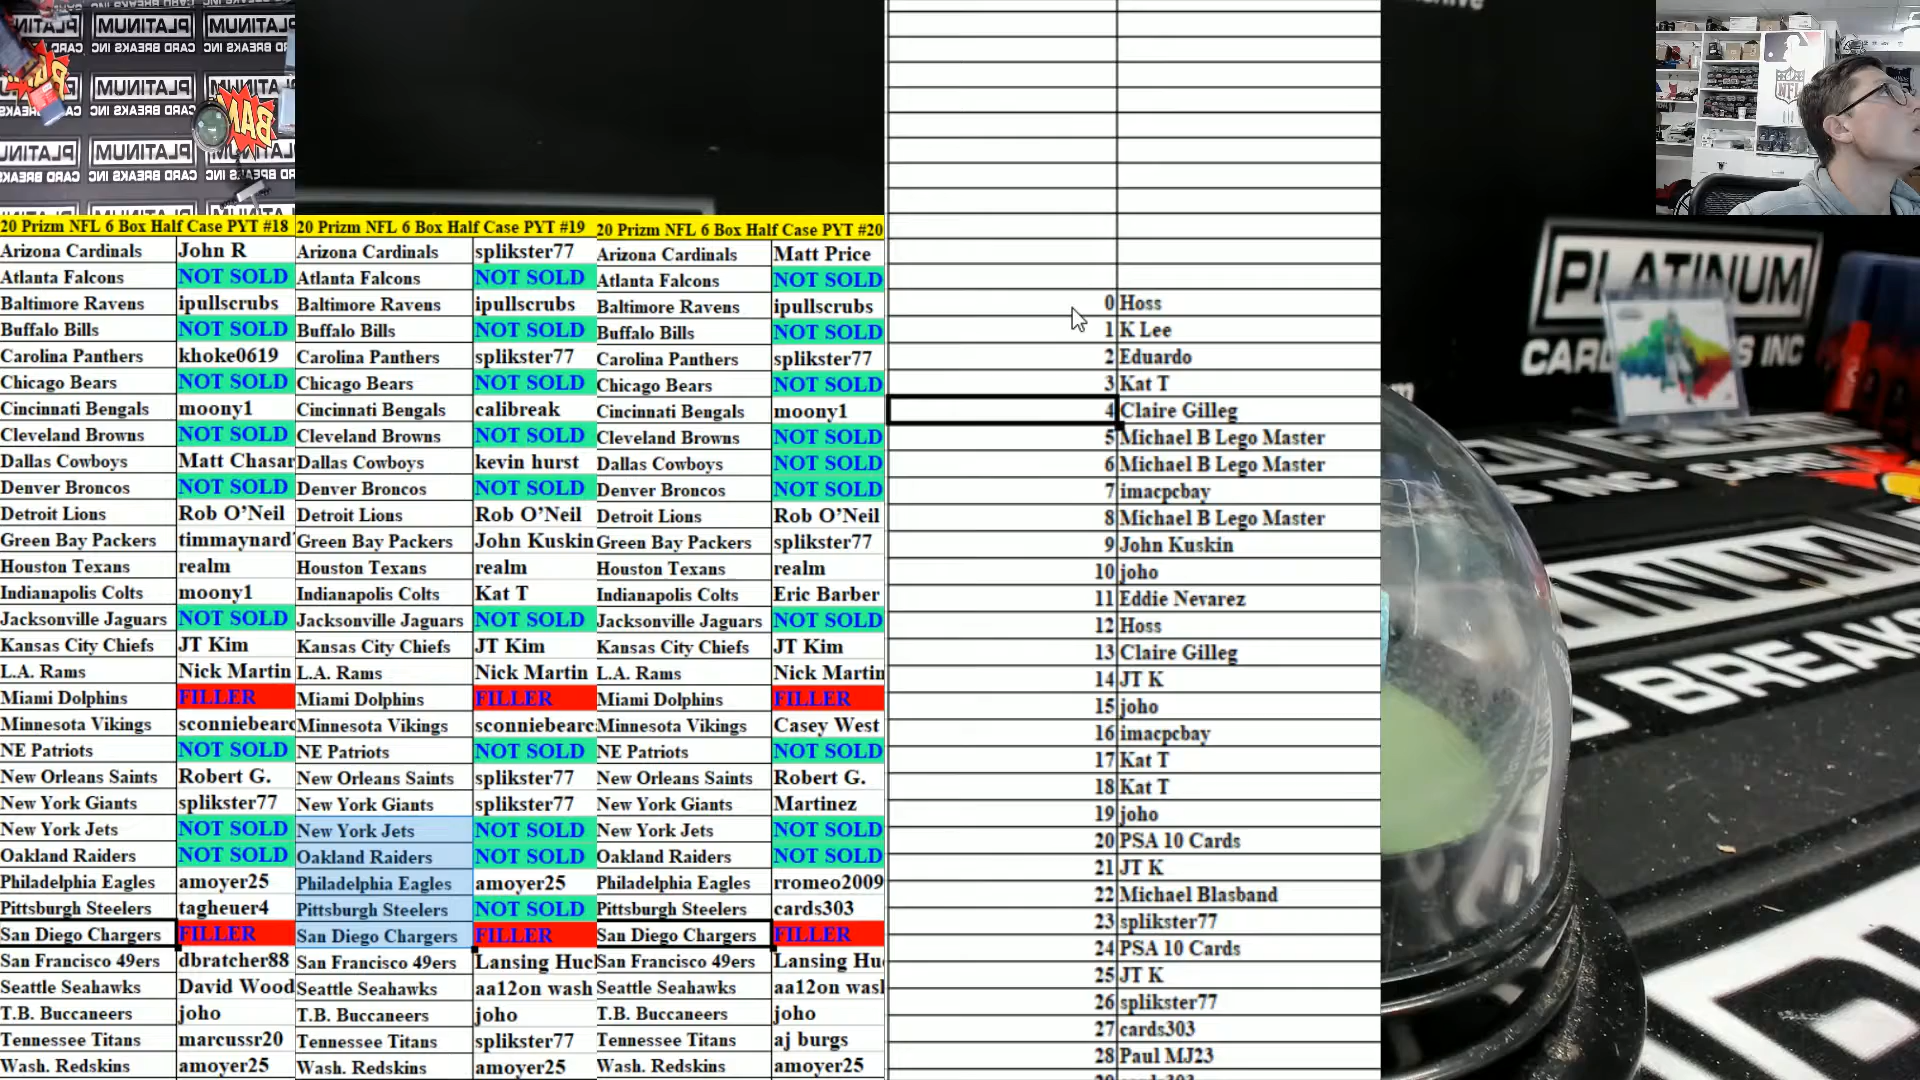 PLATINUM
CARD BREAKS INC
BAM
20 Prizm NFL 6 Box Half Case PYT #18
Arizona Cardinals John R
Atlanta Falcons NOT SOLD
Baltimore Ravens ipullscrubs
Buffalo Bills NOT SOLD
Carolina Panthers khoke0619
Chicago Bears NOT SOLD
Cincinnati Bengals moony1
Cleveland Browns NOT SOLD
Dallas Cowboys Matt Chasar
Denver Broncos NOT SOLD
Detroit Lions Rob O’Neil
Green Bay Packers timmaynard
Houston Texans realm
Indianapolis Colts moony1
Jacksonville Jaguars NOT SOLD
Kansas City Chiefs JT Kim
L.A. Rams Nick Martin
Miami Dolphins FILLER
Minnesota Vikings sconniebearc
NE Patriots NOT SOLD
New Orleans Saints Robert G.
New York Giants splikster77
New York Jets NOT SOLD
Oakland Raiders NOT SOLD
Philadelphia Eagles amoyer25
Pittsburgh Steelers tagheuer4
San Diego Chargers FILLER
San Francisco 49ers dbratcher88
Seattle Seahawks David Wood
T.B. Buccaneers joho
Tennessee Titans marcussr20
Wash. Redskins amoyer25
20 Prizm NFL 6 Box Half Case PYT #19
Arizona Cardinals splikster77
Atlanta Falcons NOT SOLD
Baltimore Ravens ipullscrubs
Buffalo Bills NOT SOLD
Carolina Panthers splikster77
Chicago Bears NOT SOLD
Cincinnati Bengals calibreak
Cleveland Browns NOT SOLD
Dallas Cowboys kevin hurst
Denver Broncos NOT SOLD
Detroit Lions Rob O’Neil
Green Bay Packers John Kuskin
Houston Texans realm
Indianapolis Colts Kat T
Jacksonville Jaguars NOT SOLD
Kansas City Chiefs JT Kim
L.A. Rams Nick Martin
Miami Dolphins FILLER
Minnesota Vikings sconniebearc
NE Patriots NOT SOLD
New Orleans Saints splikster77
New York Giants splikster77
New York Jets NOT SOLD
Oakland Raiders NOT SOLD
Philadelphia Eagles amoyer25
Pittsburgh Steelers NOT SOLD
San Diego Chargers FILLER
San Francisco 49ers Lansing Huc
Seattle Seahawks aa12on wash
T.B. Buccaneers joho
Tennessee Titans splikster77
Wash. Redskins amoyer25
20 Prizm NFL 6 Box Half Case PYT #20
Arizona Cardinals Matt Price
Atlanta Falcons NOT SOLD
Baltimore Ravens ipullscrubs
Buffalo Bills NOT SOLD
Carolina Panthers splikster77
Chicago Bears NOT SOLD
Cincinnati Bengals moony1
Cleveland Browns NOT SOLD
Dallas Cowboys NOT SOLD
Denver Broncos NOT SOLD
Detroit Lions Rob O’Neil
Green Bay Packers splikster77
Houston Texans realm
Indianapolis Colts Eric Barber
Jacksonville Jaguars NOT SOLD
Kansas City Chiefs JT Kim
L.A. Rams Nick Martin
Miami Dolphins FILLER
Minnesota Vikings Casey West
NE Patriots NOT SOLD
New Orleans Saints Robert G.
New York Giants Martinez
New York Jets NOT SOLD
Oakland Raiders NOT SOLD
Philadelphia Eagles rromeo2009
Pittsburgh Steelers cards303
San Diego Chargers FILLER
San Francisco 49ers Lansing Hu
Seattle Seahawks aa12on wasl
T.B. Buccaneers joho
Tennessee Titans aj burgs
Wash. Redskins amoyer25
0 Hoss
1 K Lee
2 Eduardo
3 Kat T
4 Claire Gilleg
5 Michael B Lego Master
6 Michael B Lego Master
7 imacpcbay
8 Michael B Lego Master
9 John Kuskin
10 joho
11 Eddie Nevarez
12 Hoss
13 Claire Gilleg
14 JT K
15 joho
16 imacpcbay
17 Kat T
18 Kat T
19 joho
20 PSA 10 Cards
21 JT K
22 Michael Blasband
23 splikster77
24 PSA 10 Cards
25 JT K
26 splikster77
27 cards303
28 Paul MJ23
29 cards303
NFL
PLATINUM